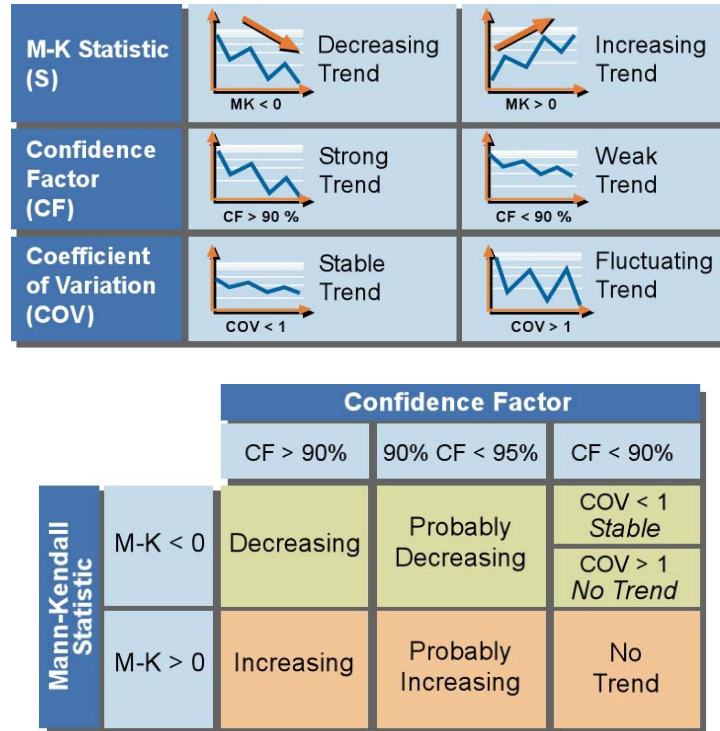 M-K Statistic
(S)
Decreasing
Trend
MK < 0
Increasing
Trend
MK > 0
Confidence
Factor
(CF)
Strong
Trend
CF > 90 %
Weak
Trend
CF < 90 %
Coefficient
of Variation
(COV)
Stable
Trend
COV < 1
Fluctuating
Trend
COV > 1
Confidence Factor
CF > 90%
90% CF < 95%
CF < 90%
Mann-Kendall
Statistic
M-K < 0
Decreasing
Probably
Decreasing
COV < 1
Stable
COV > 1
No Trend
M-K > 0
Increasing
Probably
Increasing
No
Trend